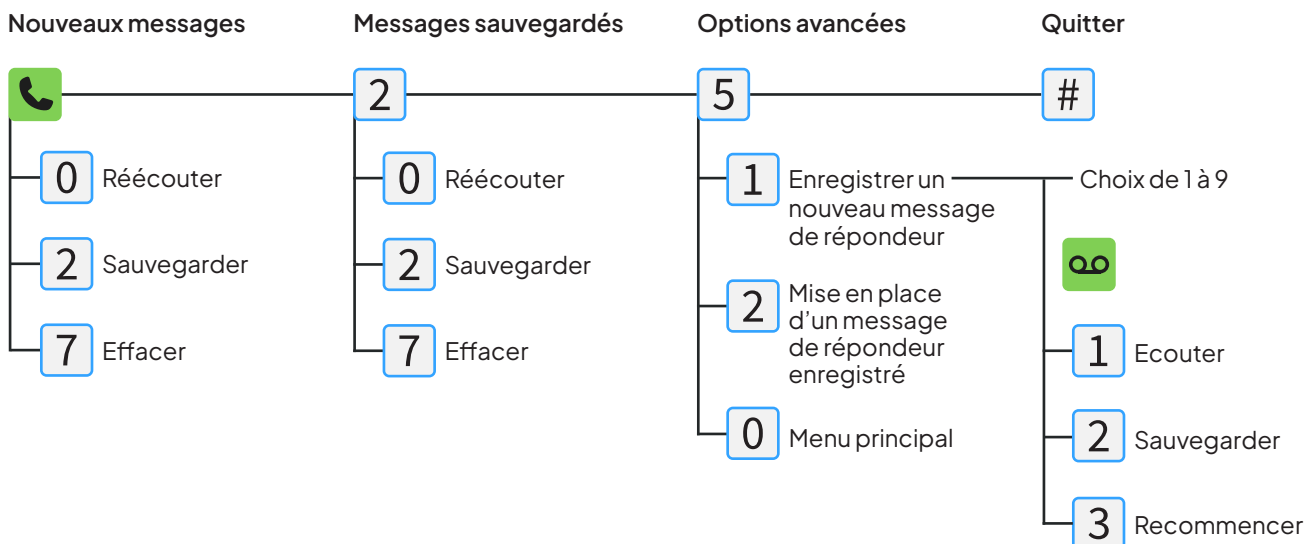 Nouveaux messages
Messages sauvegardés
Options avancées
Quitter
2
5
#
0 Réécouter
2 Sauvegarder
7 Effacer
0 Réécouter
2 Sauvegarder
7 Effacer
1 Enregistrer un
nouveau message
de répondeur
2 Mise en place
d’un message
de répondeur
enregistré
0 Menu principal
Choix de 1 à 9
1 Ecouter
2 Sauvegarder
3 Recommencer